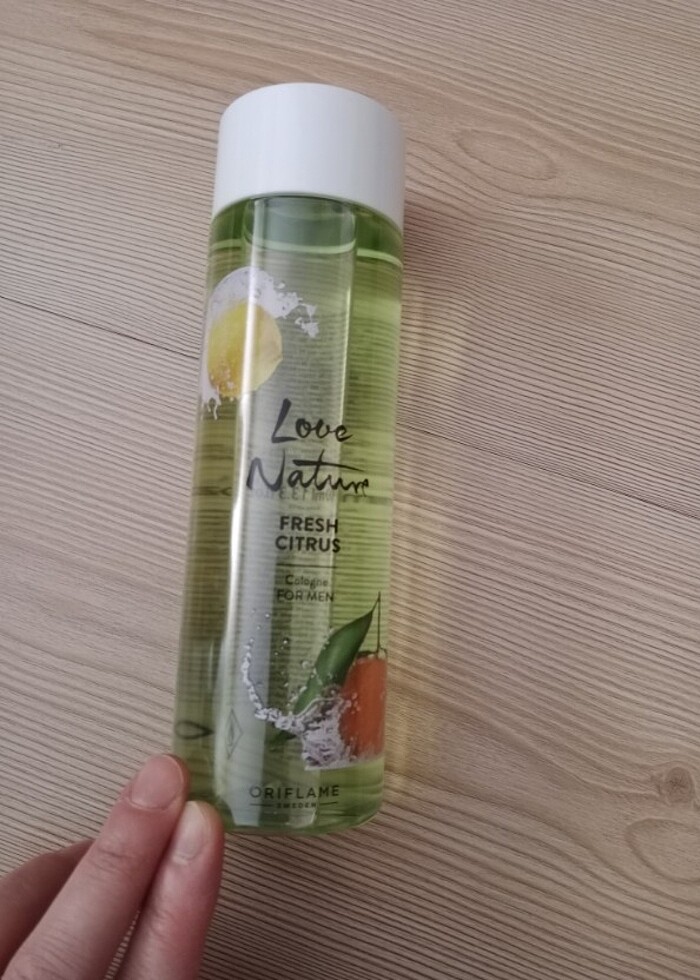 Love
Nature
FRESH
CITRUS
Cologne
FOR MEN
ORIFLAME
SWEDEN